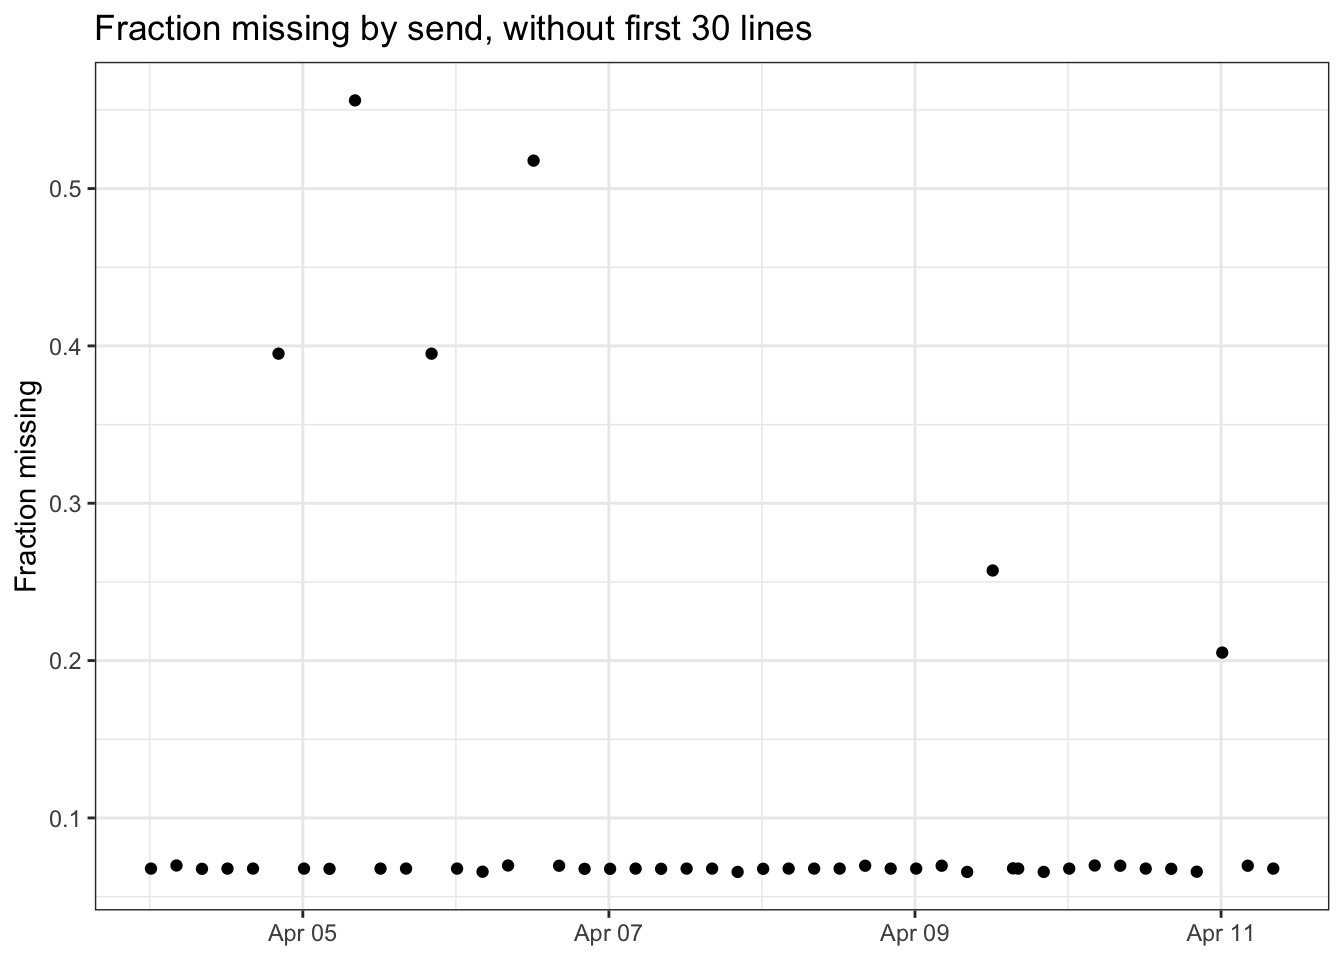 Fraction missing by send, without first 30 lines
Fraction missing
0.5
0.4
0.3
0.2
0.1
Apr 05
Apr 07
Apr 09
Apr 11